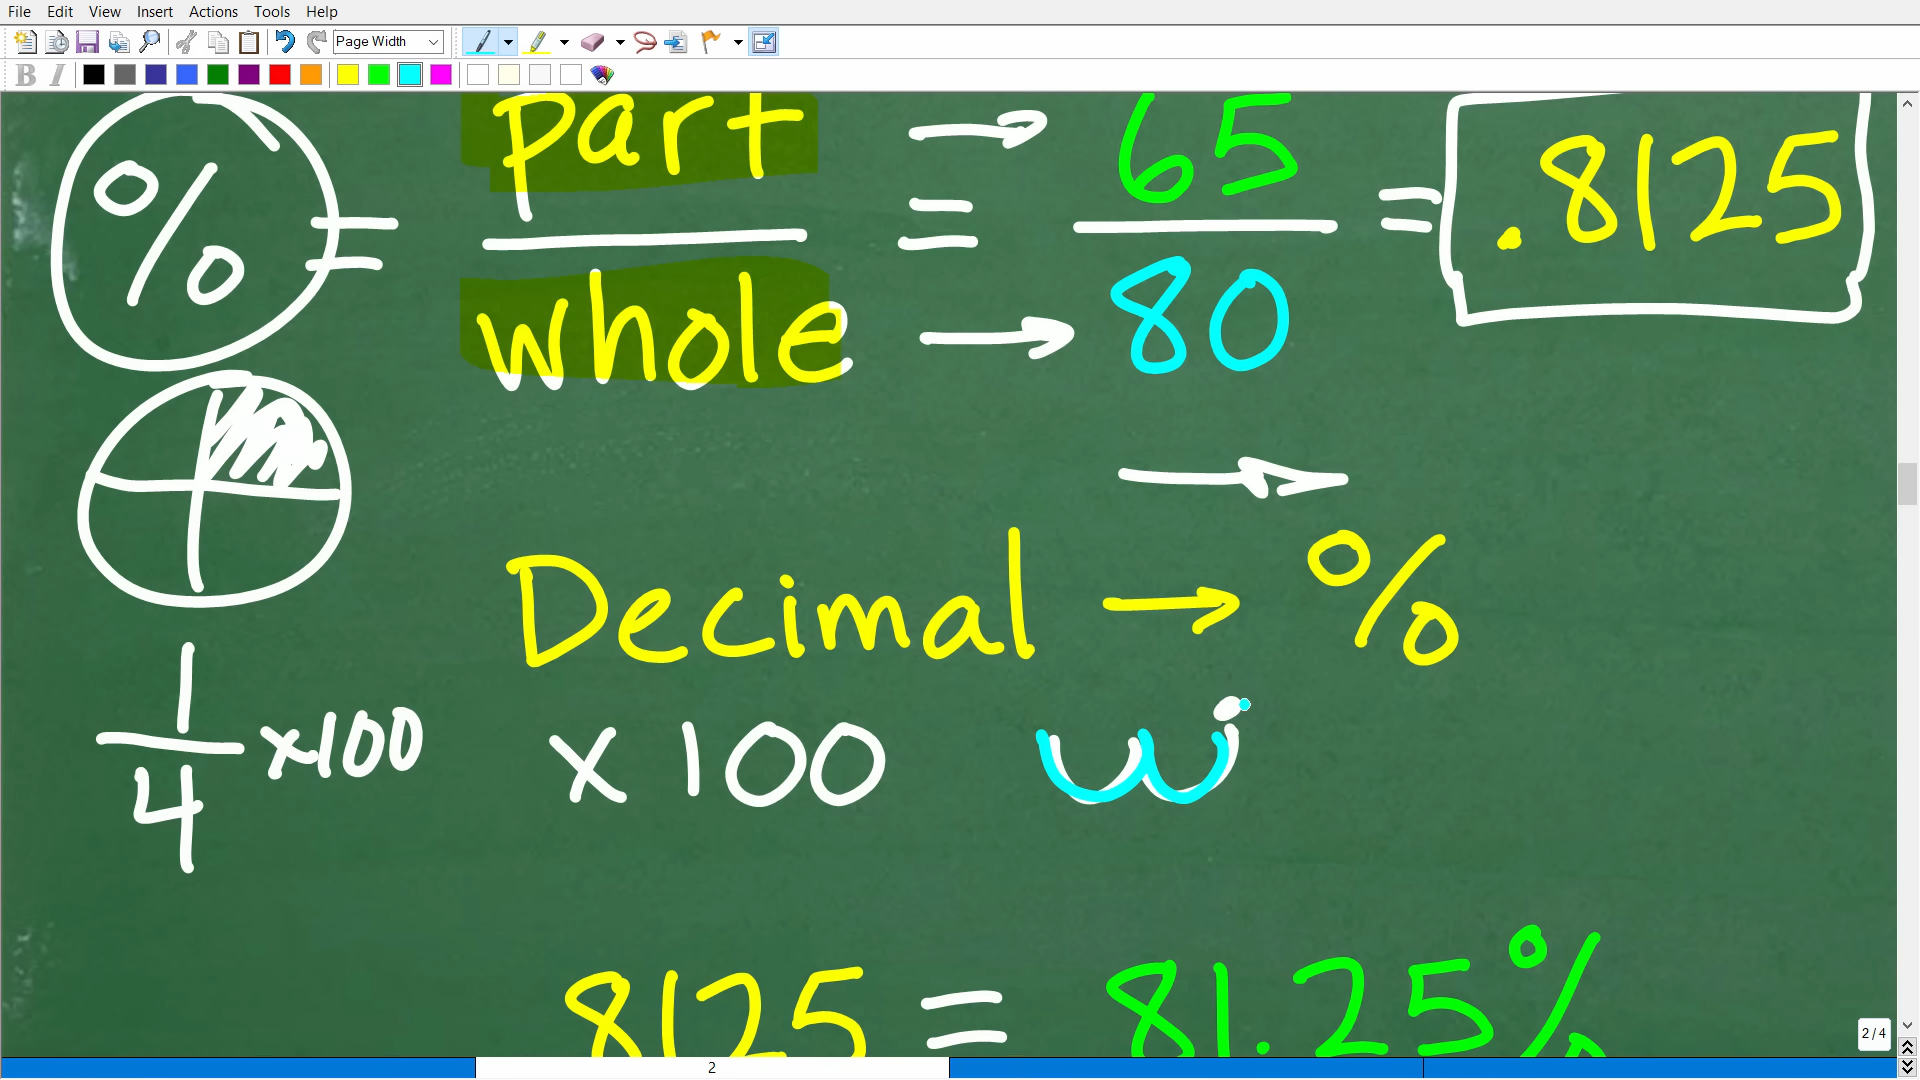 File Edit View Insert Actions Tools Help
Page Width
B I
% = part/whole → = → 65/80 = .8125
Decimal → %
1/4 x100
x 100
8125 = 81.25%
2/4
2